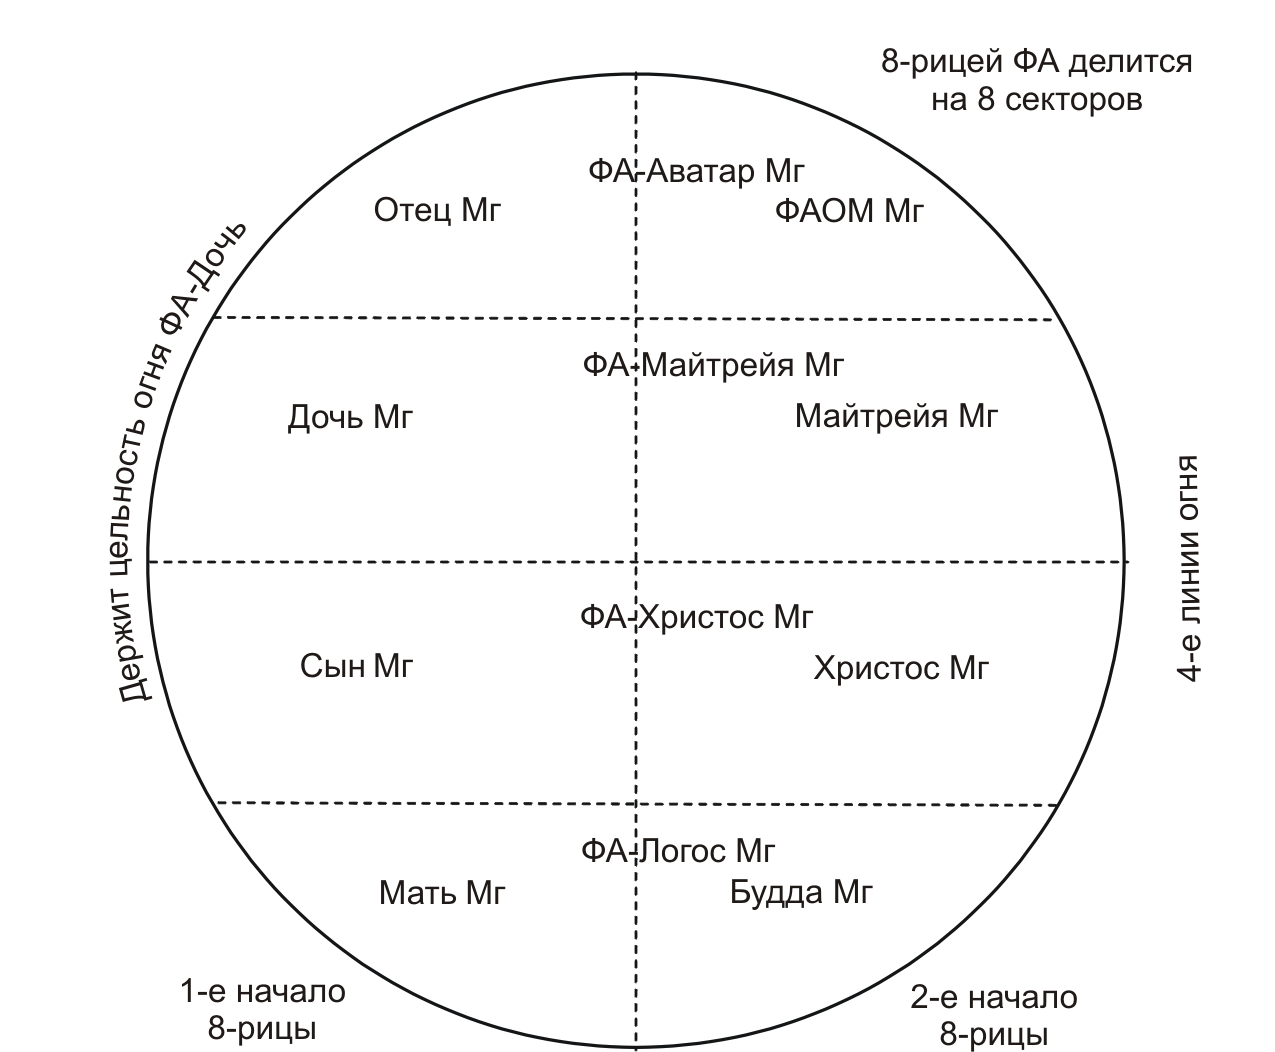 8-рицей ФА делится
на 8 секторов
ФА-Аватар Мг
Отец Мг
ФАОМ Мг
Держит цельность огня ФА-Дочь
ФА-Майтрейя Мг
Дочь Мг
Майтрейя Мг
4-е линии огня
ФА-Христос Мг
Сын Мг
Христос Мг
ФА-Логос Мг
Мать Мг
Будда Мг
1-е начало
8-рицы
2-е начало
8-рицы